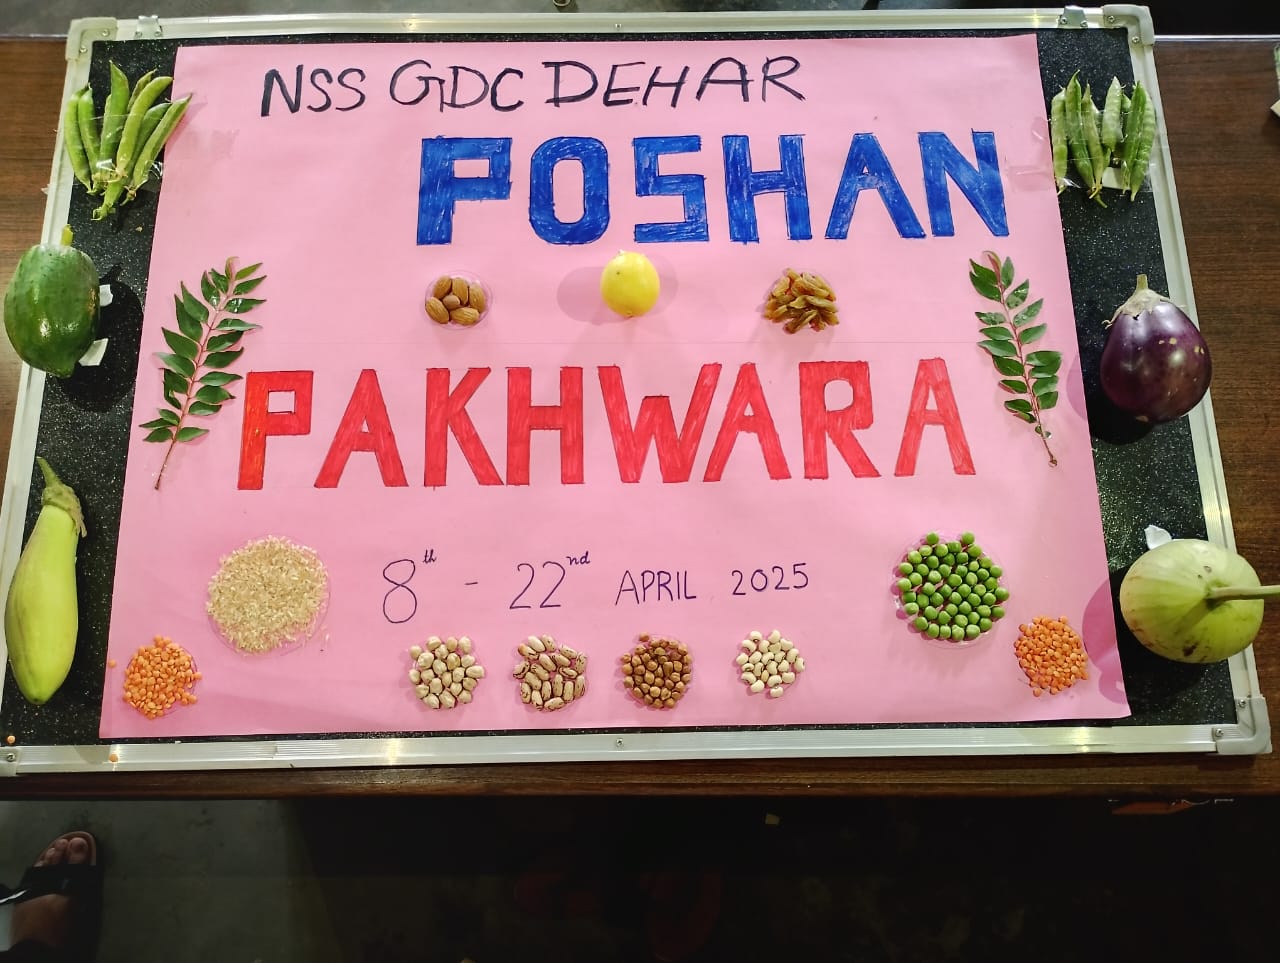 NSS GDC DEHAR
POSHAN
PAKHWARA
8th - 22nd APRIL 2025